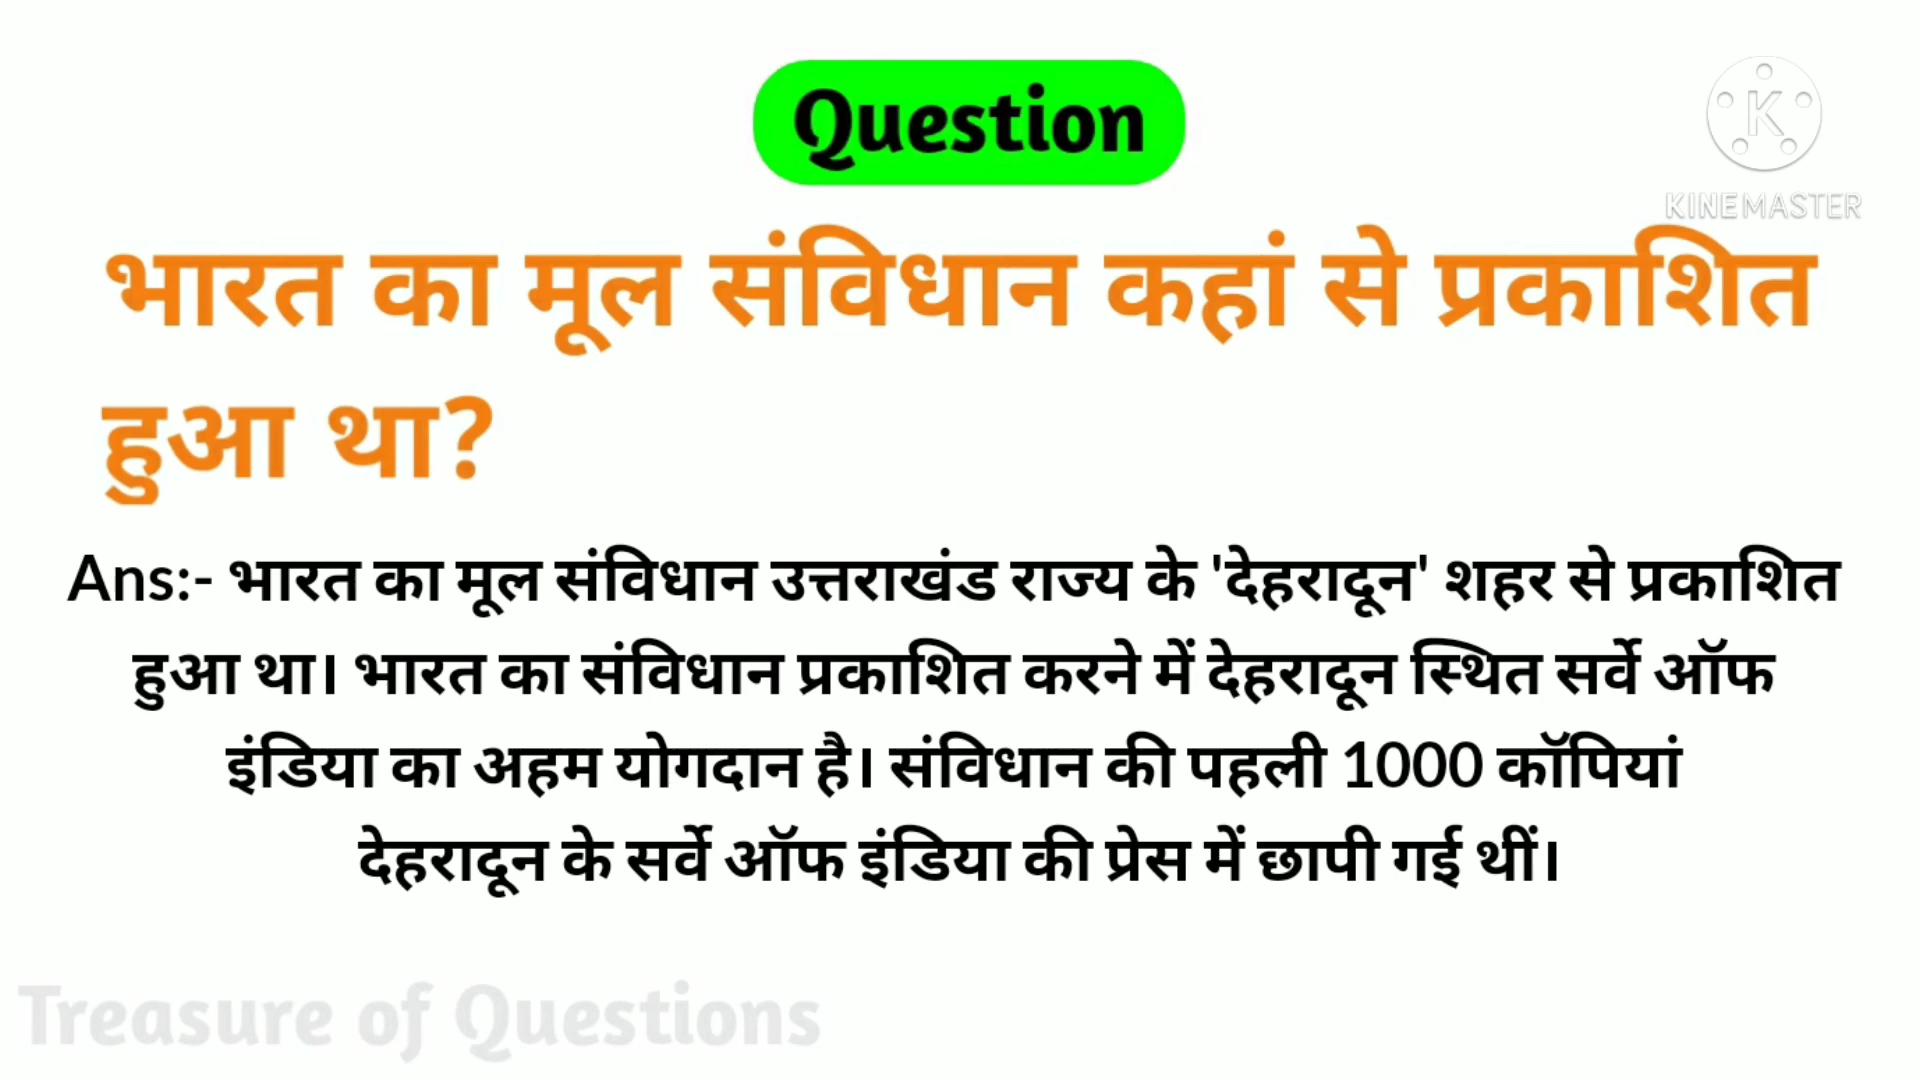 Question
K
KINEMASTER
भारत का मूल संविधान कहां से प्रकाशित
हुआ था?
Ans:- भारत का मूल संविधान उत्तराखंड राज्य के 'देहरादून' शहर से प्रकाशित
हुआ था। भारत का संविधान प्रकाशित करने में देहरादून स्थित सर्वे ऑफ
इंडिया का अहम योगदान है। संविधान की पहली 1000 कॉपियां
देहरादून के सर्वे ऑफ इंडिया की प्रेस में छापी गई थीं।
Treasure of Questions